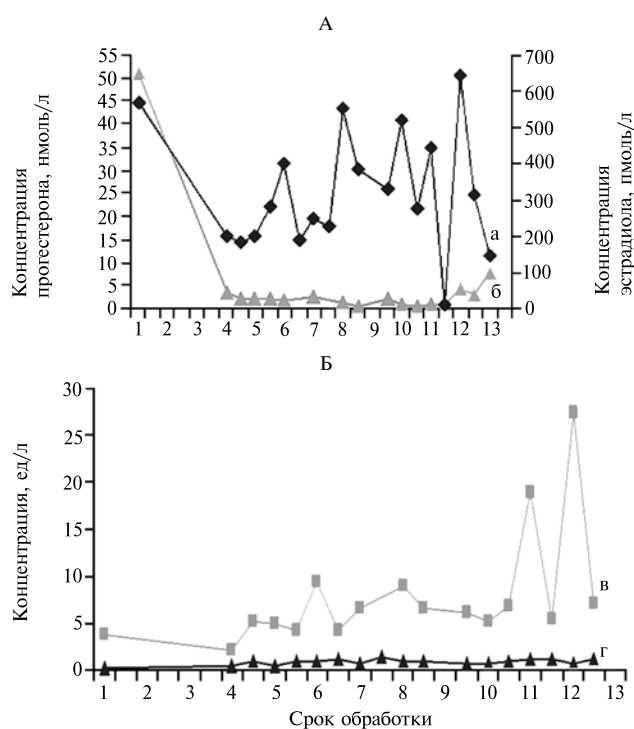 А
Концентрация
прогестерона, нмоль/л
55
50
45
40
35
30
25
20
15
10
5
0
700
600
500
400
300
200
100
0
Концентрация
эстрадиола, пмоль/л
а
б
1 2 3 4 5 6 7 8 9 10 11 12 13
Б
Концентрация, ед/л
30
25
20
15
10
5
0
в
г
1 2 3 4 5 6 7 8 9 10 11 12 13
Срок обработки